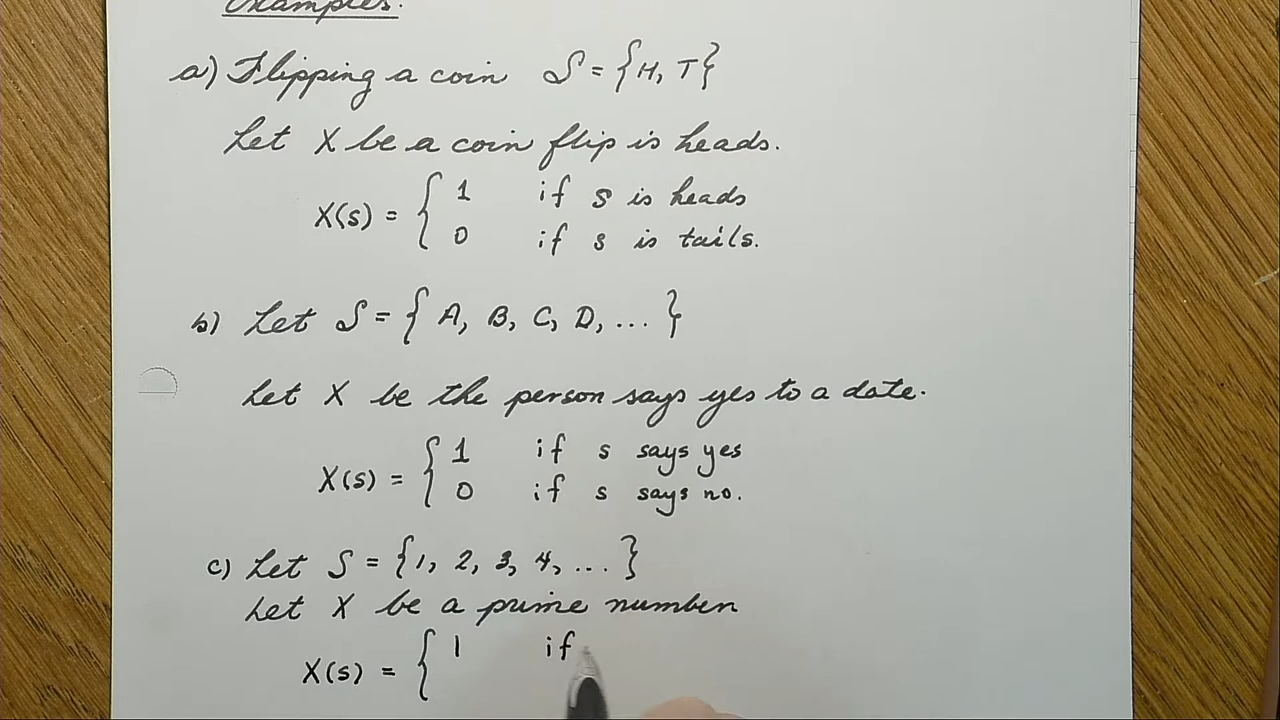 Examples.
a) Flipping a coin S = {H, T}
Let X be a coin flip is heads.
X(s) = { 1 if s is heads
0 if s is tails.
b) Let S = { A, B, C, D, ... }
Let X be the person says yes to a date.
X(s) = { 1 if s says yes
0 if s says no.
c) Let S = {1, 2, 3, 4, ... }
Let X be a prime number
X(s) = { 1 if